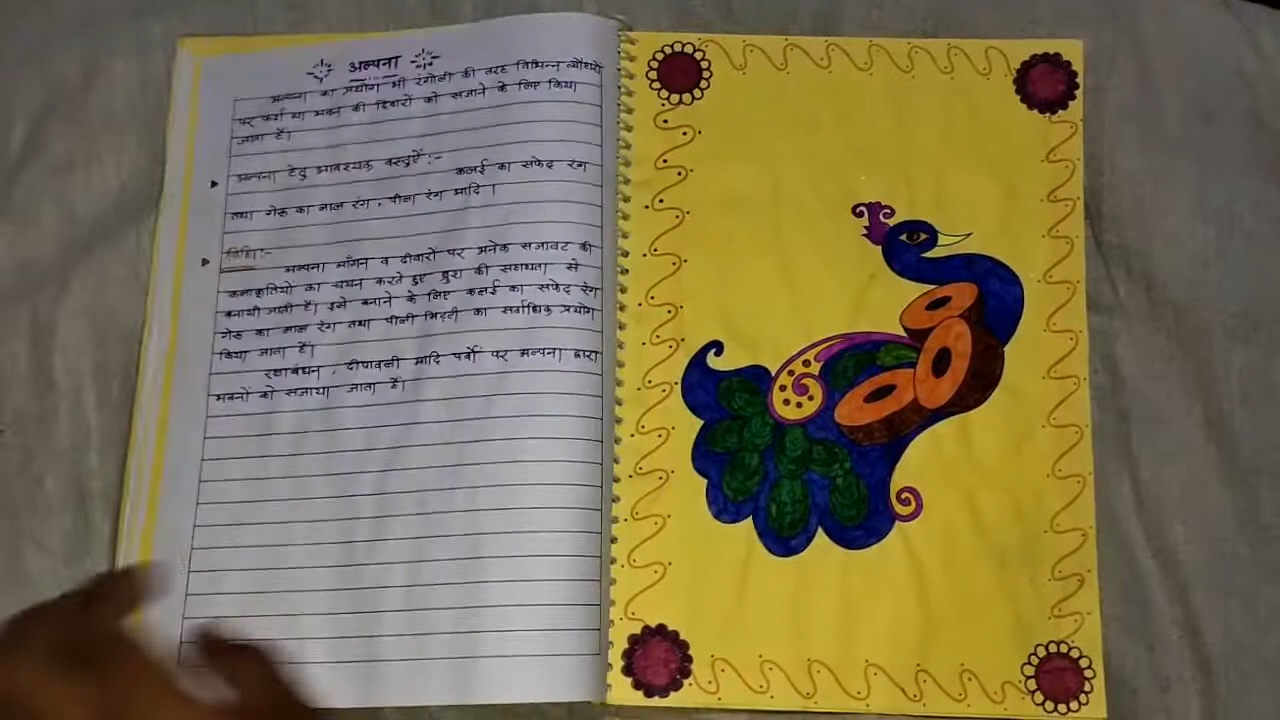 अल्पना
अल्पना का प्रयोग भी रंगोली की तरह विभिन्न त्यौहारों
पर फर्श या भवन की दिवारों को सजाने के लिए किया
जाता है।
अल्पना हेतु आवश्यक वस्तुएँ :-
कलई का सफेद रंग
तथा गेरू का लाल रंग, पीला रंग आदि।
विधि:-
अल्पना आँगन व दीवारों पर अनेक सजावट की
कलाकृतियों का चयन करते हुए ब्रुश की सहायता से
बनायी जाती है। इसे बनाने के लिए कलई का सफेद रंग
गेरू का लाल रंग तथा पीली मिट्टी का सर्वाधिक प्रयोग
किया जाता है।
रक्षाबंधन, दीपावली आदि पर्वों पर अल्पना द्वारा
भवनों को सजाया जाता है।